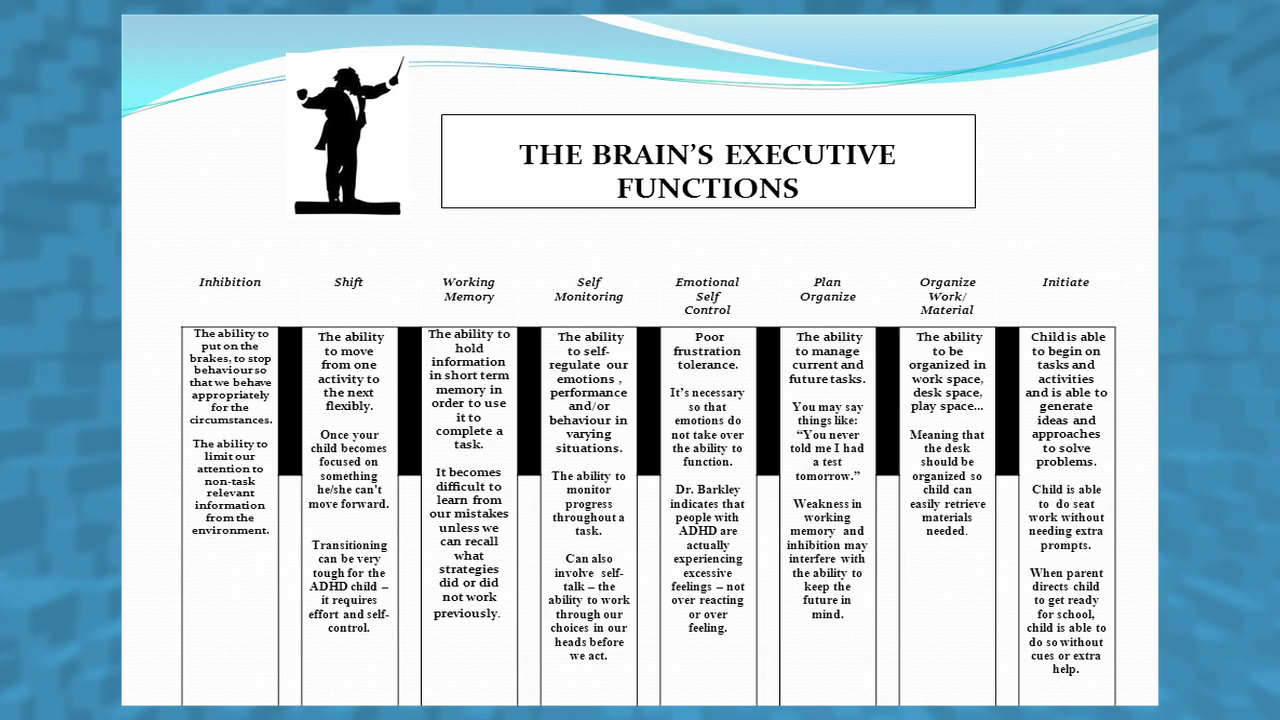 THE BRAIN’S EXECUTIVE
FUNCTIONS
Inhibition
Shift
Working
Memory
Self
Monitoring
Emotional
Self
Control
Plan
Organize
Organize
Work/
Material
Initiate
The ability to
put on the
brakes, to stop
behaviour so
that we behave
appropriately
for the
circumstances.
The ability to
limit our
attention to
non-task
relevant
information
from the
environment.
The ability
to move
from one
activity to
the next
flexibly.
Once your
child becomes
focused on
something
he/she can't
move forward.
Transitioning
can be very
tough for the
ADHD child –
it requires
effort and self-
control.
The ability to
hold
information
in short term
memory in
order to use
it to
complete a
task.
It becomes
difficult to
learn from
our mistakes
unless we
can recall
what
strategies
did or did
not work
previously.
The ability
to self-
regulate our
emotions ,
performance
and/or
behaviour in
varying
situations.
The ability to
monitor
progress
throughout a
task.
Can also
involve self-
talk – the
ability to work
through our
choices in our
heads before
we act.
Poor
frustration
tolerance.
It’s necessary
so that
emotions do
not take over
the ability to
function.
Dr. Barkley
indicates that
people with
ADHD are
actually
experiencing
excessive
feelings – not
over reacting
or over
feeling.
The ability
to manage
current and
future tasks.
You may say
things like:
“You never
told me I had
a test
tomorrow.”
Weakness in
working
memory and
inhibition may
interfere with
the ability to
keep the
future in
mind.
The ability
to be
organized in
work space,
desk space,
play space...
Meaning that
the desk
should be
organized so
child can
easily retrieve
materials
needed.
Child is able
to begin on
tasks and
activities
and is able to
generate
ideas and
approaches
to solve
problems.
Child is able
to do seat
work without
needing extra
prompts.
When parent
directs child
to get ready
for school,
child is able to
do so without
cues or extra
help.